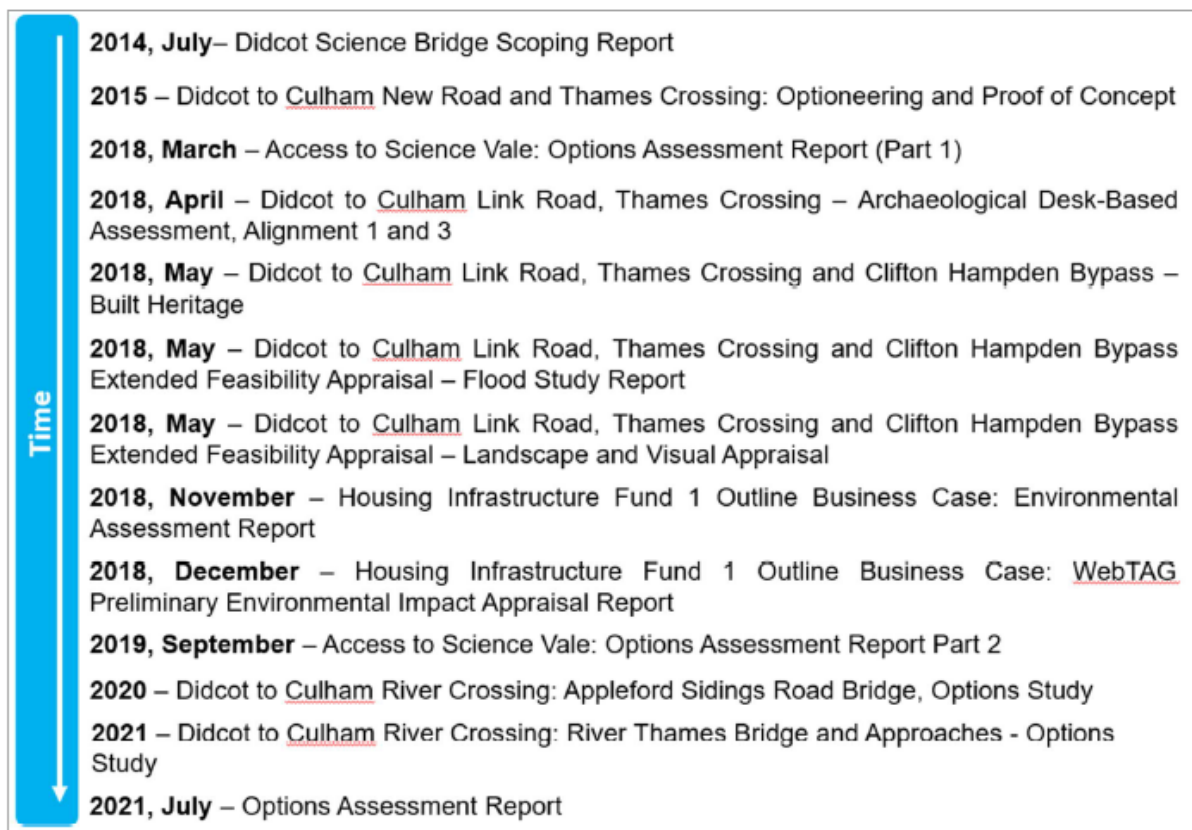 Time
2014, July– Didcot Science Bridge Scoping Report
2015 – Didcot to Culham New Road and Thames Crossing: Optioneering and Proof of Concept
2018, March – Access to Science Vale: Options Assessment Report (Part 1)
2018, April – Didcot to Culham Link Road, Thames Crossing – Archaeological Desk-Based
Assessment, Alignment 1 and 3
2018, May – Didcot to Culham Link Road, Thames Crossing and Clifton Hampden Bypass –
Built Heritage
2018, May – Didcot to Culham Link Road, Thames Crossing and Clifton Hampden Bypass
Extended Feasibility Appraisal – Flood Study Report
2018, May – Didcot to Culham Link Road, Thames Crossing and Clifton Hampden Bypass
Extended Feasibility Appraisal – Landscape and Visual Appraisal
2018, November – Housing Infrastructure Fund 1 Outline Business Case: Environmental
Assessment Report
2018, December – Housing Infrastructure Fund 1 Outline Business Case: WebTAG
Preliminary Environmental Impact Appraisal Report
2019, September – Access to Science Vale: Options Assessment Report Part 2
2020 – Didcot to Culham River Crossing: Appleford Sidings Road Bridge, Options Study
2021 – Didcot to Culham River Crossing: River Thames Bridge and Approaches - Options
Study
2021, July – Options Assessment Report